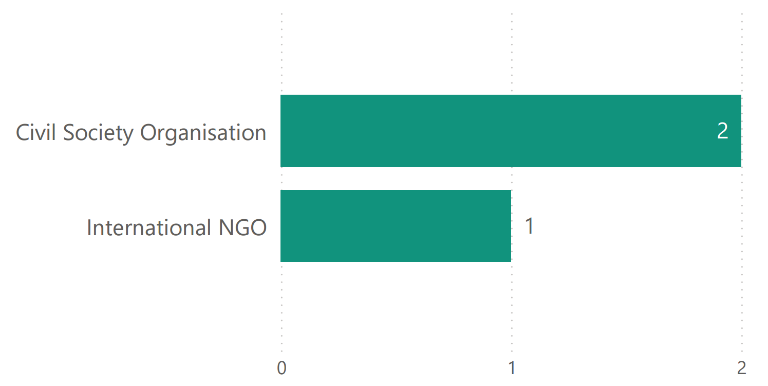 Civil Society Organisation 2
International NGO 1
0 1 2